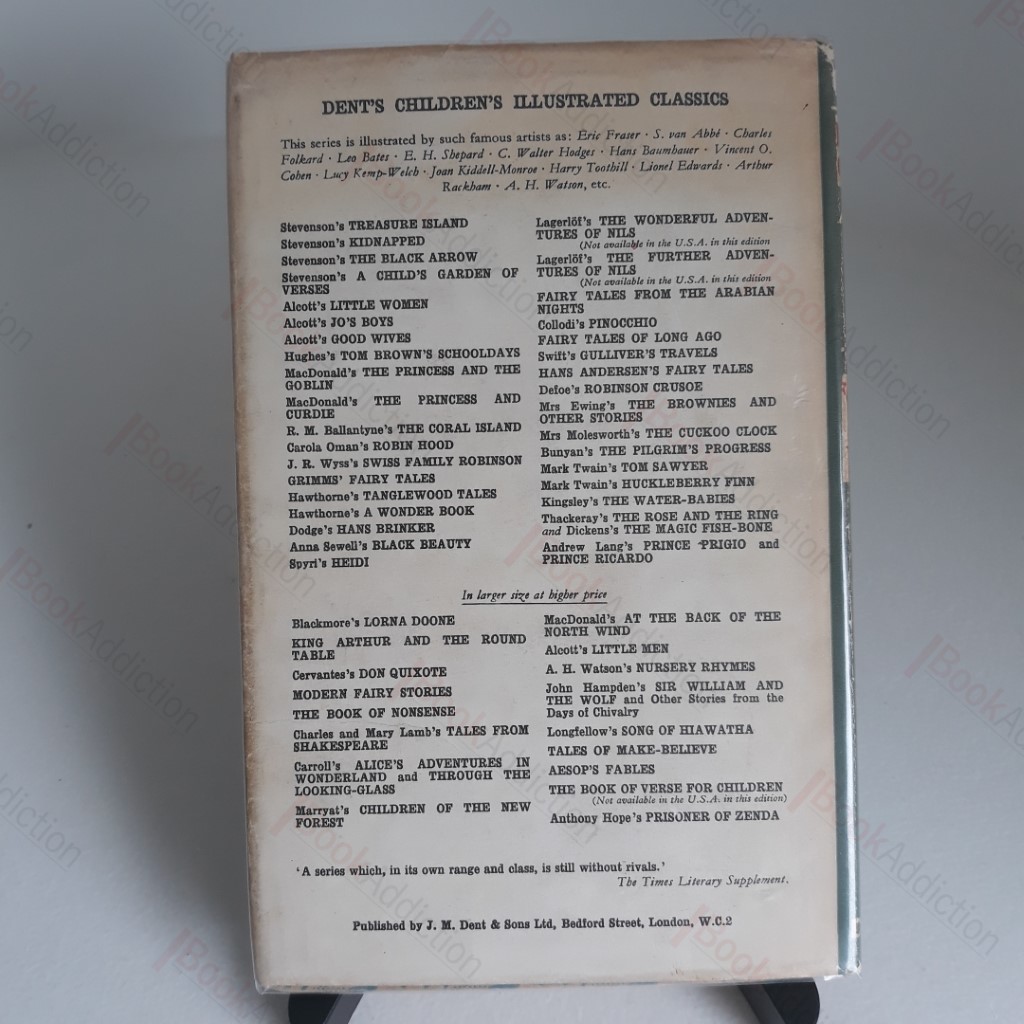 DENT'S CHILDREN'S ILLUSTRATED CLASSICS
This series is illustrated by such famous artists as: Eric Fraser · S. van Abbé · Charles
Folkard · Leo Bates · E. H. Shepard · C. Walter Hodges · Hans Baumhauer · Vincent O.
Cohen · Lucy Kemp-Welch · Joan Kiddell-Monroe · Harry Toothill · Lionel Edwards · Arthur
Rackham · A. H. Watson, etc.
Stevenson's TREASURE ISLAND
Stevenson's KIDNAPPED
Stevenson's THE BLACK ARROW
Stevenson's A CHILD'S GARDEN OF
VERSES
Alcott's LITTLE WOMEN
Alcott's JO'S BOYS
Alcott's GOOD WIVES
Hughes's TOM BROWN'S SCHOOLDAYS
MacDonald's THE PRINCESS AND THE
GOBLIN
MacDonald's THE PRINCESS AND
CURDIE
R. M. Ballantyne's THE CORAL ISLAND
Carola Oman's ROBIN HOOD
J. R. Wyss's SWISS FAMILY ROBINSON
GRIMMS' FAIRY TALES
Hawthorne's TANGLEWOOD TALES
Hawthorne's A WONDER BOOK
Dodge's HANS BRINKER
Anna Sewell's BLACK BEAUTY
Spyri's HEIDI
Lagerlöf's THE WONDERFUL ADVEN-
TURES OF NILS
(Not available in the U.S.A. in this edition
Lagerlöf's THE FURTHER ADVEN-
TURES OF NILS
(Not available in the U.S.A. in this edition
FAIRY TALES FROM THE ARABIAN
NIGHTS
Collodi's PINOCCHIO
FAIRY TALES OF LONG AGO
Swift's GULLIVER'S TRAVELS
HANS ANDERSEN'S FAIRY TALES
Defoe's ROBINSON CRUSOE
Mrs Ewing's THE BROWNIES AND
OTHER STORIES
Mrs Molesworth's THE CUCKOO CLOCK
Bunyan's THE PILGRIM'S PROGRESS
Mark Twain's TOM SAWYER
Mark Twain's HUCKLEBERRY FINN
Kingsley's THE WATER-BABIES
Thackeray's THE ROSE AND THE RING
and Dickens's THE MAGIC FISH-BONE
Andrew Lang's PRINCE PRIGIO and
PRINCE RICARDO
In larger size at higher price
Blackmore's LORNA DOONE
KING ARTHUR AND THE ROUND
TABLE
Cervantes's DON QUIXOTE
MODERN FAIRY STORIES
THE BOOK OF NONSENSE
Charles and Mary Lamb's TALES FROM
SHAKESPEARE
Carroll's ALICE'S ADVENTURES IN
WONDERLAND and THROUGH THE
LOOKING-GLASS
Marryat's CHILDREN OF THE NEW
FOREST
MacDonald's AT THE BACK OF THE
NORTH WIND
Alcott's LITTLE MEN
A. H. Watson's NURSERY RHYMES
John Hampden's SIR WILLIAM AND
THE WOLF and Other Stories from the
Days of Chivalry
Longfellow's SONG OF HIAWATHA
TALES OF MAKE-BELIEVE
AESOP'S FABLES
THE BOOK OF VERSE FOR CHILDREN
(Not available in the U.S.A. in this edition)
Anthony Hope's PRISONER OF ZENDA
'A series which, in its own range and class, is still without rivals.'
The Times Literary Supplement.
Published by J. M. Dent & Sons Ltd, Bedford Street, London, W.C.2
BookAddiction